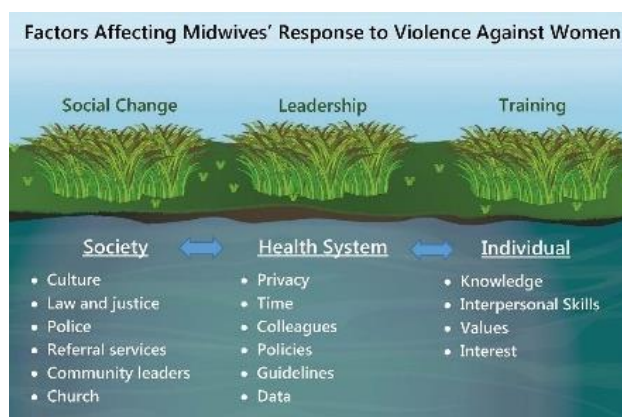 Factors Affecting Midwives' Response to Violence Against Women
Social Change
Leadership
Training
Society
• Culture
• Law and justice
• Police
• Referral services
• Community leaders
• Church
Health System
• Privacy
• Time
• Colleagues
• Policies
• Guidelines
• Data
Individual
• Knowledge
• Interpersonal Skills
• Values
• Interest